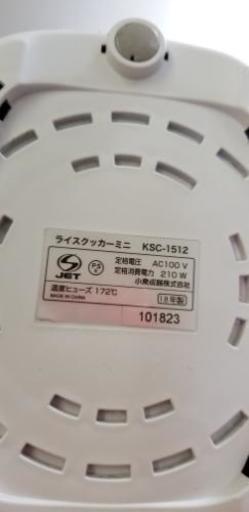 ライスクッカーミニ KSC-1512
JET
PS
E
定格電圧 AC100 V
定格消費電力 210 W
小泉成器株式会社
温度ヒューズ 172℃
MADE IN CHINA
18年製
101823